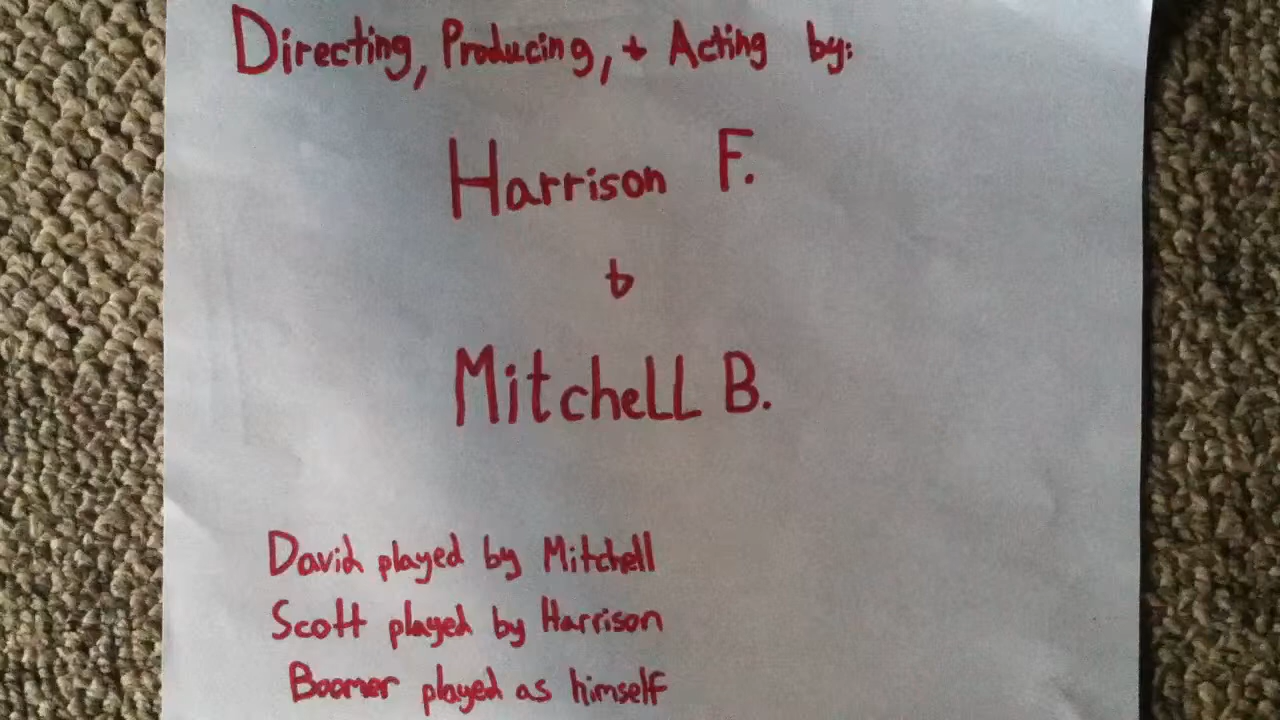 Directing, Producing, + Acting by:
Harrison F.
+
Mitchell B.
David played by Mitchell
Scott played by Harrison
Boomer played as himself